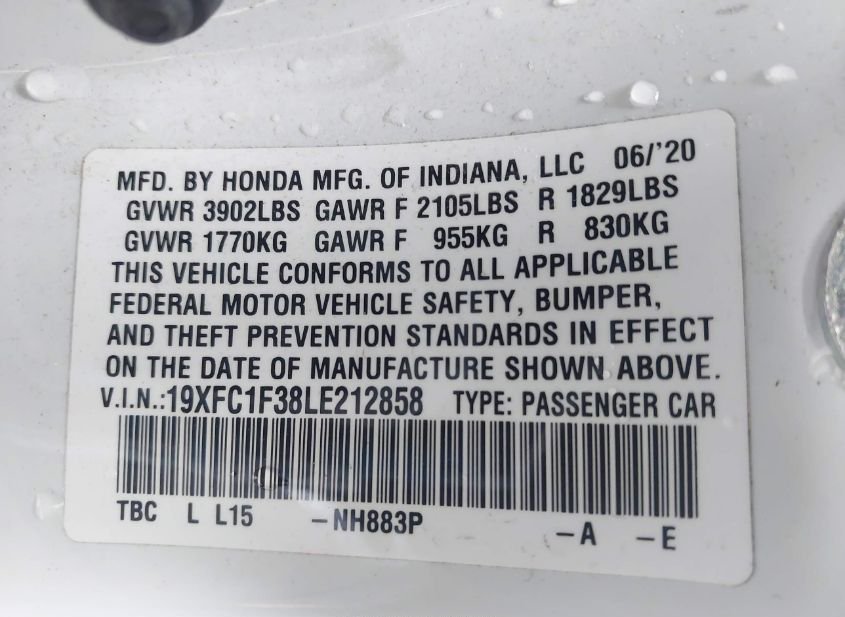 MFD. BY HONDA MFG. OF INDIANA, LLC 06/'20
GVWR 3902LBS GAWR F 2105LBS R 1829LBS
GVWR 1770KG GAWR F 955KG R 830KG
THIS VEHICLE CONFORMS TO ALL APPLICABLE
FEDERAL MOTOR VEHICLE SAFETY, BUMPER,
AND THEFT PREVENTION STANDARDS IN EFFECT
ON THE DATE OF MANUFACTURE SHOWN ABOVE.
V.I.N.:19XFC1F38LE212858 TYPE: PASSENGER CAR
TBC L L15 -NH883P -A -E